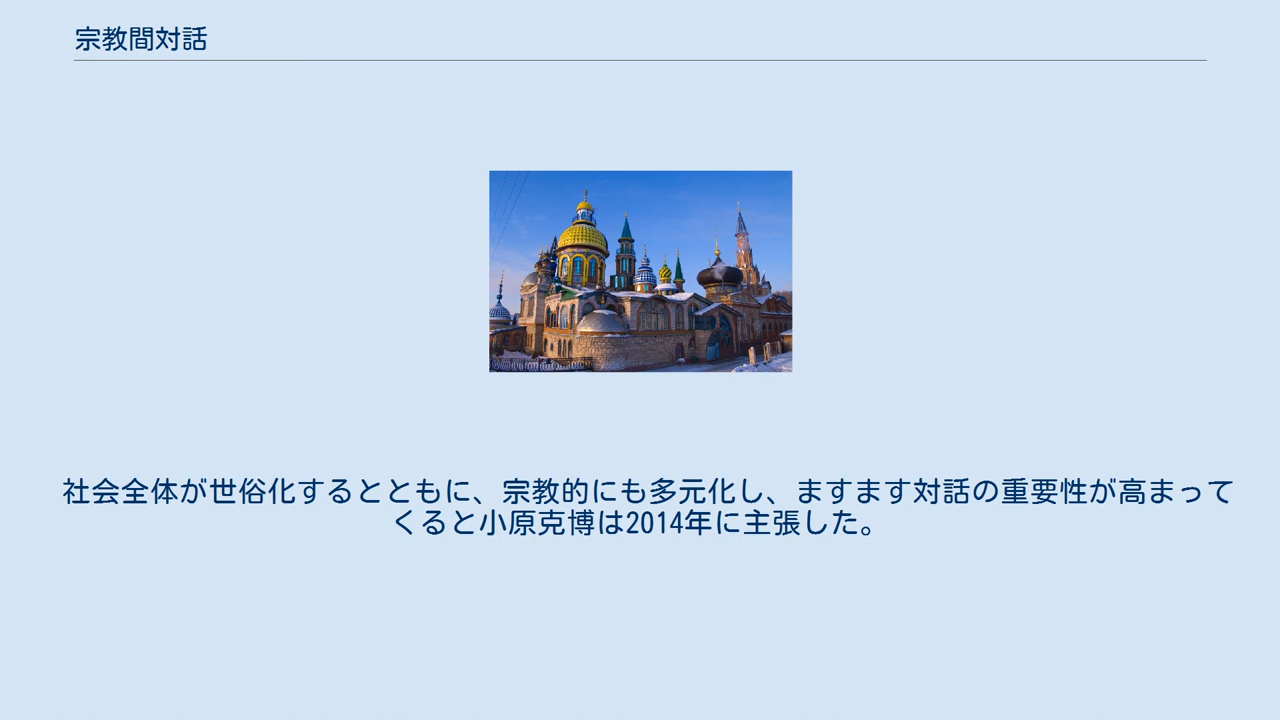 宗教間対話
社会全体が世俗化するとともに、宗教的にも多元化し、ますます対話の重要性が高まって
くると小原克博は2014年に主張した。